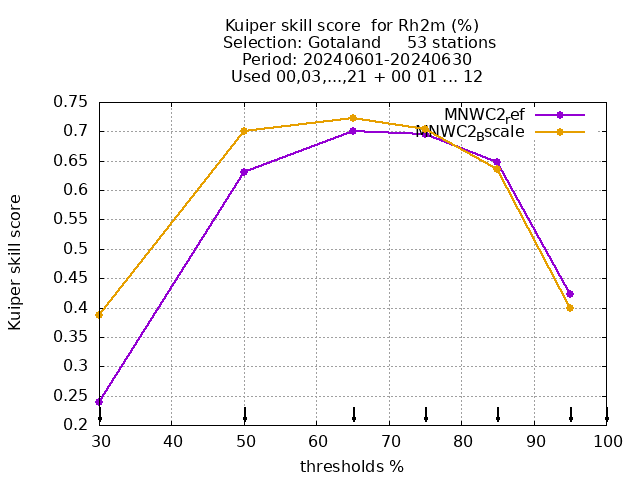 Kuiper skill score  for Rh2m (%)
Selection: Gotaland     53 stations
Period: 20240601-20240630
Used 00,03,...,21 + 00 01 ... 12
MNWC2ref
MNWC2Bscale
0.75
0.7
0.65
0.6
0.55
0.5
0.45
0.4
0.35
0.3
0.25
0.2
Kuiper skill score
30 40 50 60 70 80 90 100
thresholds %